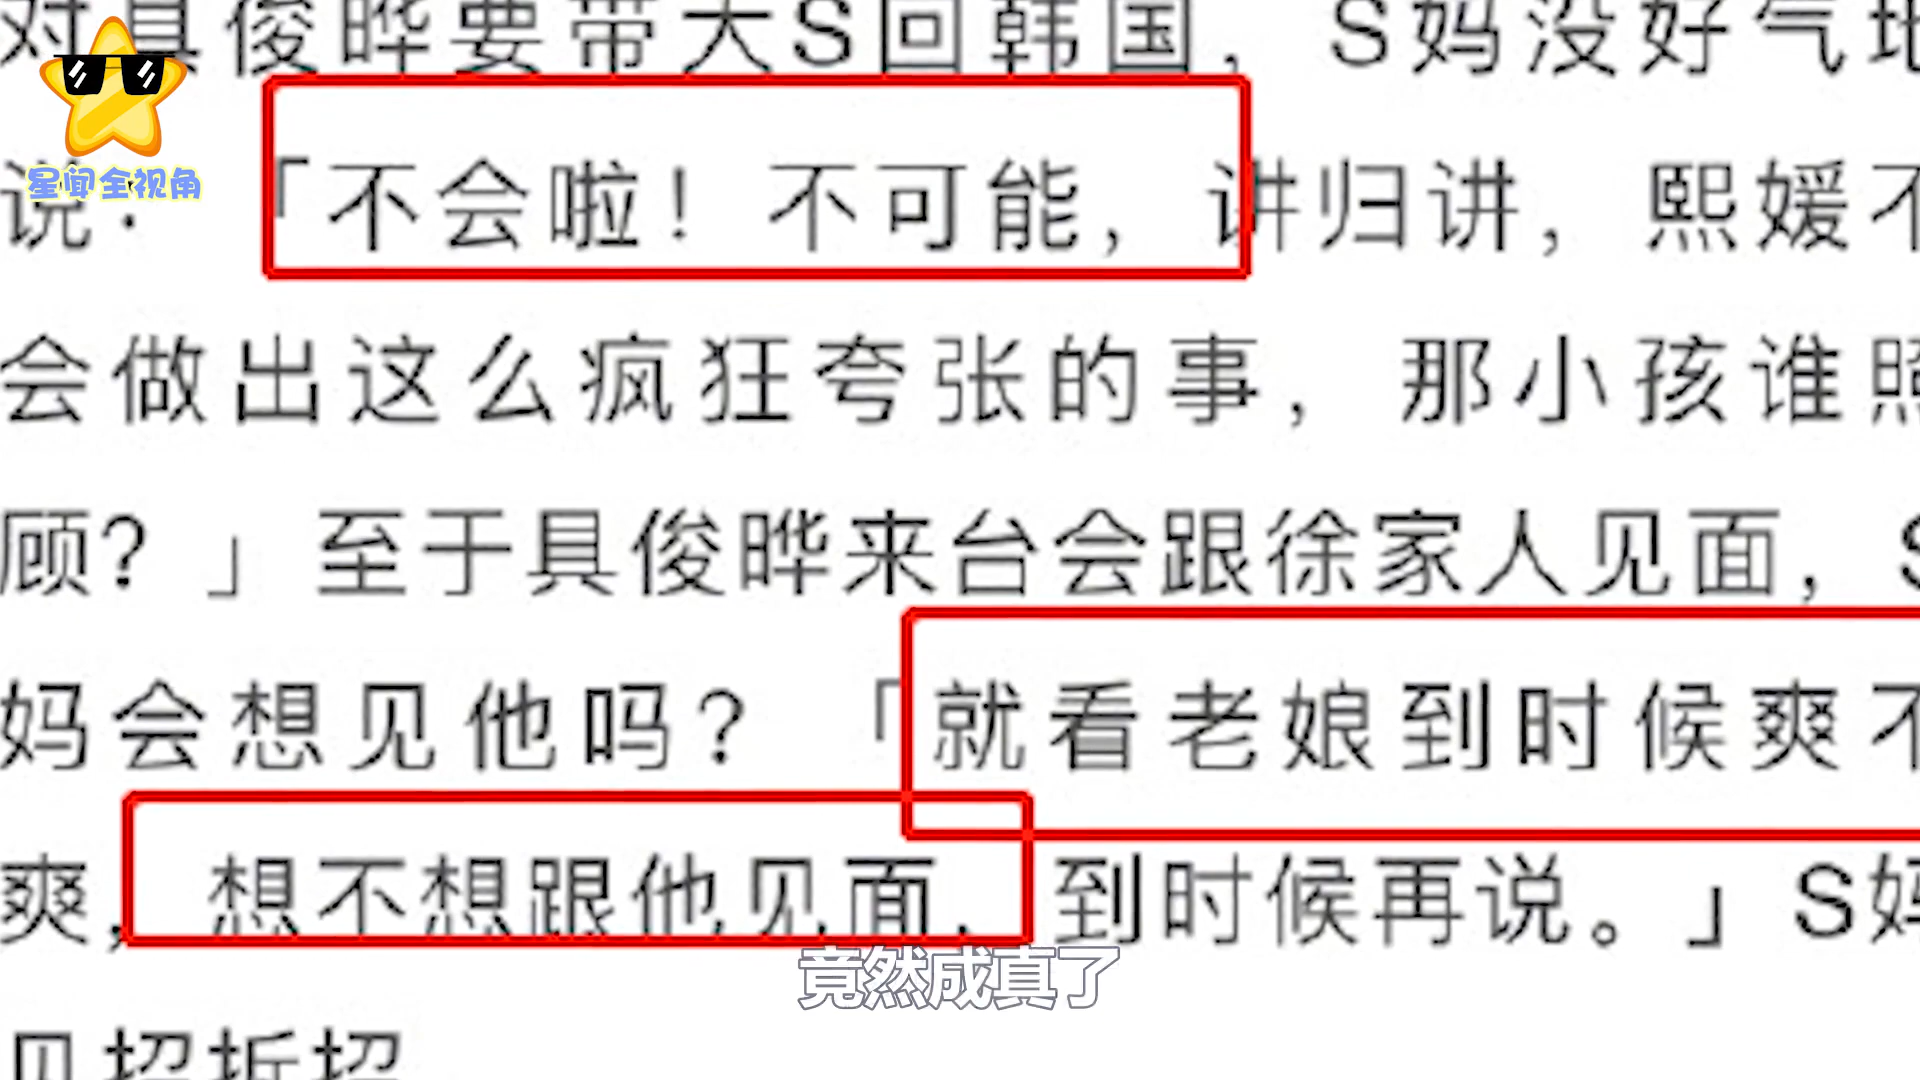 对具俊晔要带大S回韩国，S妈没好气地
说：「不会啦！不可能，讲归讲，熙媛不
会做出这么疯狂夸张的事，那小孩谁照
顾？」至于具俊晔来台会跟徐家人见面，S
妈会想见他吗？「就看老娘到时候爽不
爽，想不想跟他见面，到时候再说。」S妈
见招拆招
星闻全视角
竟然成真了